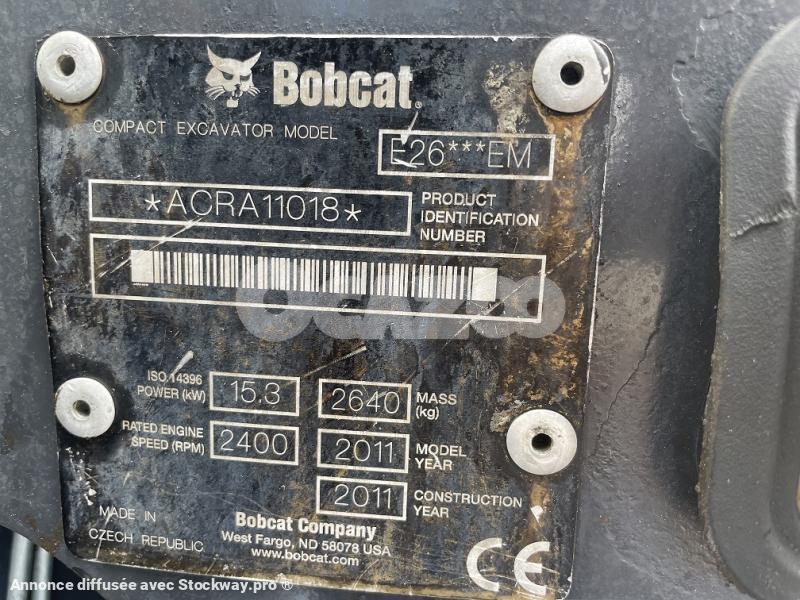 Bobcat®
COMPACT EXCAVATOR MODEL
E26***EM
*ACRA11018*
PRODUCT
IDENTIFICATION
NUMBER
OCAZOO
ISO 14396
POWER (kW)
15.3
2640
MASS
(kg)
RATED ENGINE
SPEED (RPM)
2400
2011
MODEL
YEAR
2011
CONSTRUCTION
YEAR
MADE IN
CZECH REPUBLIC
Bobcat Company
West Fargo, ND 58078 USA
www.bobcat.com
CE
Annonce diffusée avec Stockway.pro ®